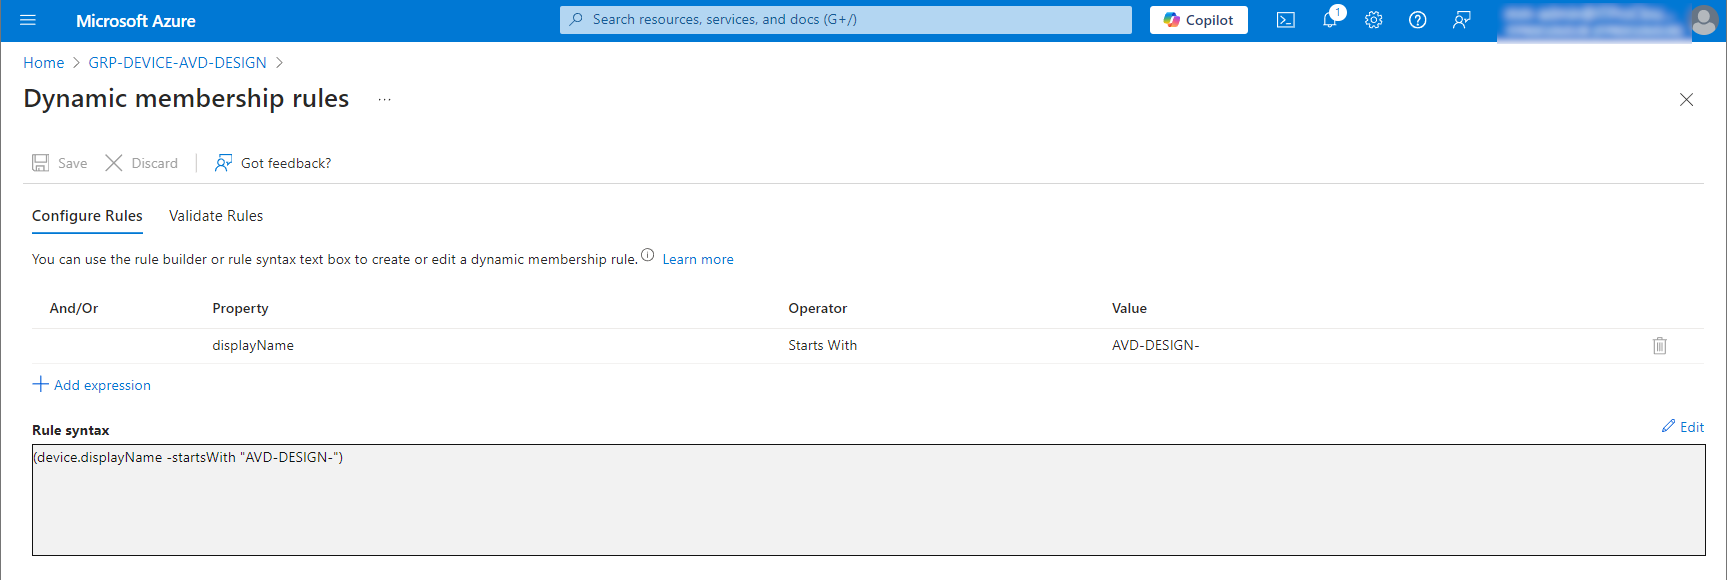 Microsoft Azure
Search resources, services, and docs (G+/)
Copilot
1
Home > GRP-DEVICE-AVD-DESIGN >
Dynamic membership rules ...
Save Discard Got feedback?
Configure Rules Validate Rules
You can use the rule builder or rule syntax text box to create or edit a dynamic membership rule. Learn more
And/Or Property Operator Value
displayName Starts With AVD-DESIGN-
Add expression
Rule syntax Edit
(device.displayName -startsWith "AVD-DESIGN-")